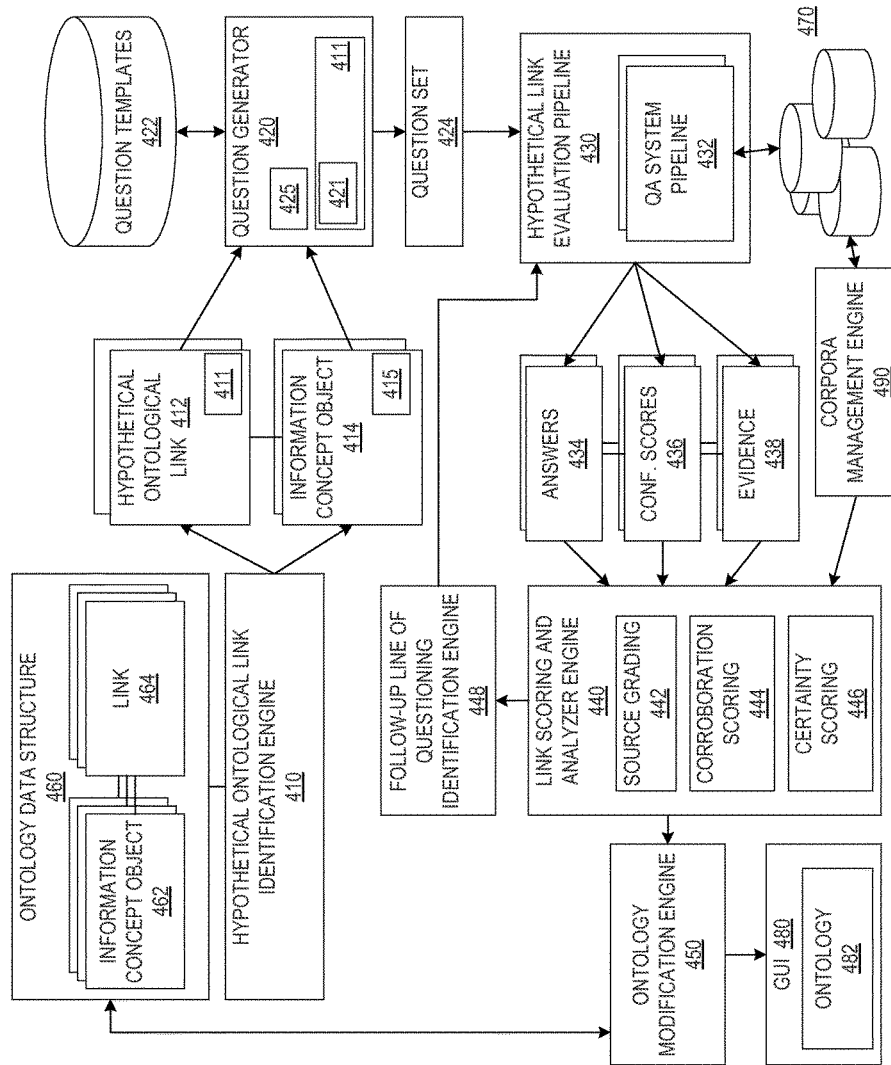 ONTOLOGY DATA STRUCTURE
460
INFORMATION
CONCEPT OBJECT
462
LINK
464
HYPOTHETICAL ONTOLOGICAL LINK
IDENTIFICATION ENGINE
410
HYPOTHETICAL
ONTOLOGICAL
LINK 412
411
INFORMATION
CONCEPT OBJECT
414
415
QUESTION TEMPLATES
422
QUESTION GENERATOR
420
425
421
411
QUESTION SET
424
FOLLOW-UP LINE OF
QUESTIONING
IDENTIFICATION ENGINE
448
HYPOTHETICAL LINK
EVALUATION PIPELINE
430
QA SYSTEM
PIPELINE
432
470
ANSWERS
434
CONF. SCORES
436
EVIDENCE
438
CORPORA
MANAGEMENT ENGINE
490
LINK SCORING AND
ANALYZER ENGINE
440
SOURCE GRADING
442
CORROBORATION
SCORING
444
CERTAINTY
SCORING
446
ONTOLOGY
MODIFICATION ENGINE
450
GUI 480
ONTOLOGY
482